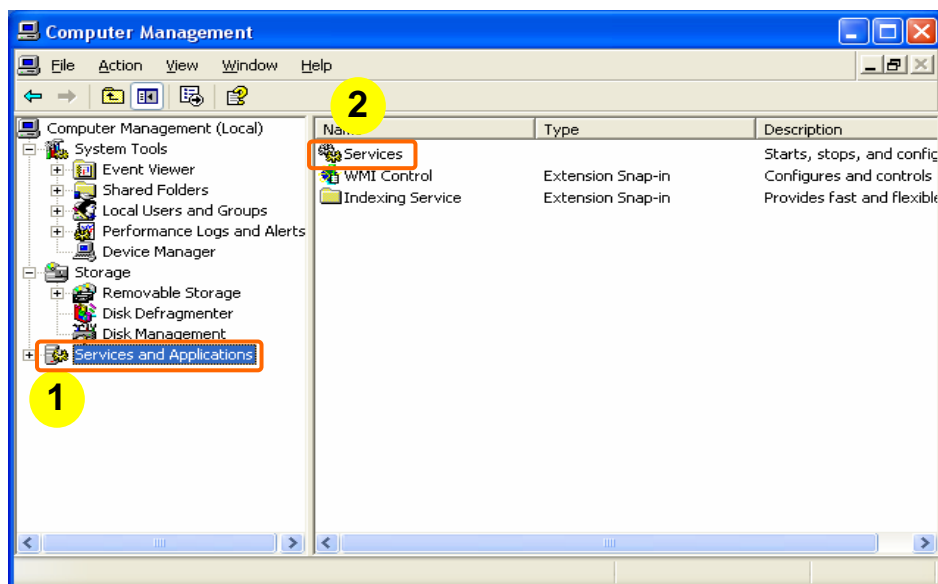 Computer Management
File Action View Window Help
2
Computer Management (Local)
System Tools
Event Viewer
Shared Folders
Local Users and Groups
Performance Logs and Alerts
Device Manager
Storage
Removable Storage
Disk Defragmenter
Disk Management
Services and Applications
1
Type Description
Services Starts, stops, and config
WMI Control Extension Snap-in Configures and controls
Indexing Service Extension Snap-in Provides fast and flexible